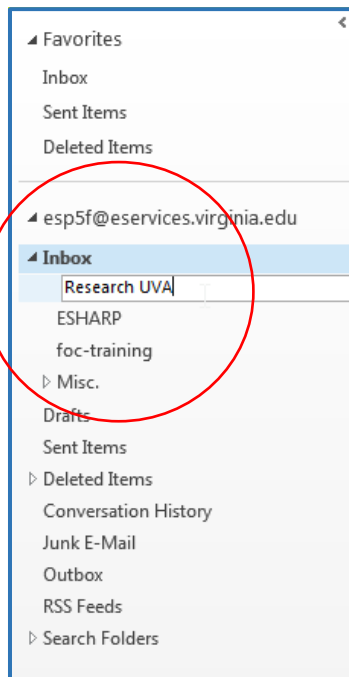 Favorites
Inbox
Sent Items
Deleted Items
esp5f@eservices.virginia.edu
Inbox
Research UVA
ESHARP
foc-training
Misc.
Drafts
Sent Items
Deleted Items
Conversation History
Junk E-Mail
Outbox
RSS Feeds
Search Folders